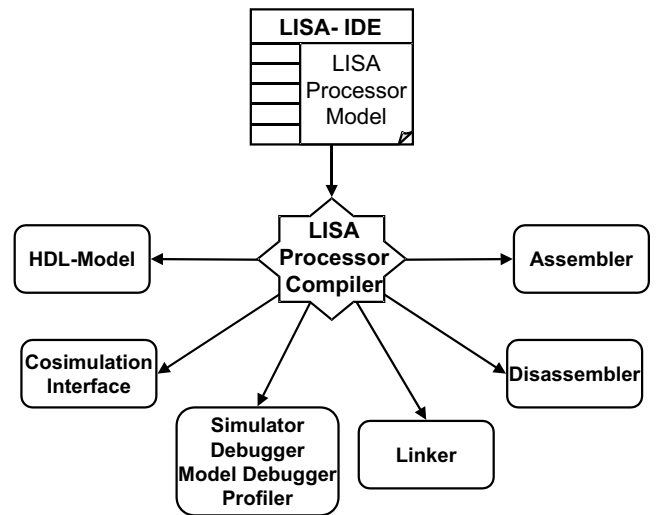 LISA- IDE
LISA
Processor
Model
LISA
Processor
Compiler
HDL-Model
Assembler
Cosimulation
Interface
Disassembler
Simulator
Debugger
Model Debugger
Profiler
Linker